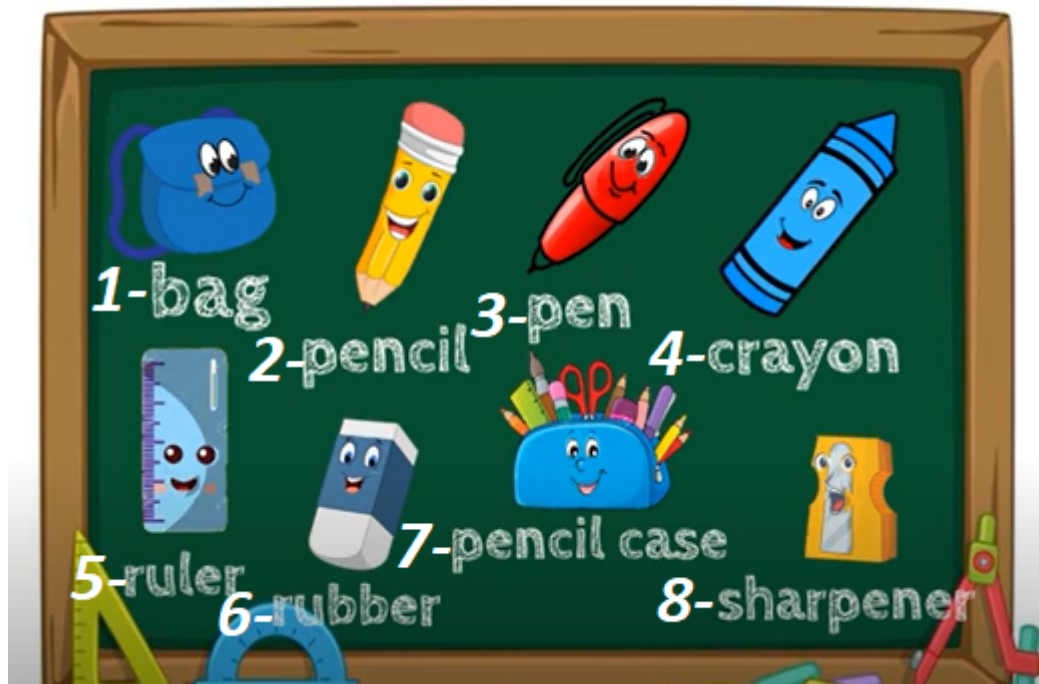 1-bag
2-pencil
3-pen
4-crayon
5-ruler
6-rubber
7-pencil case
8-sharpener